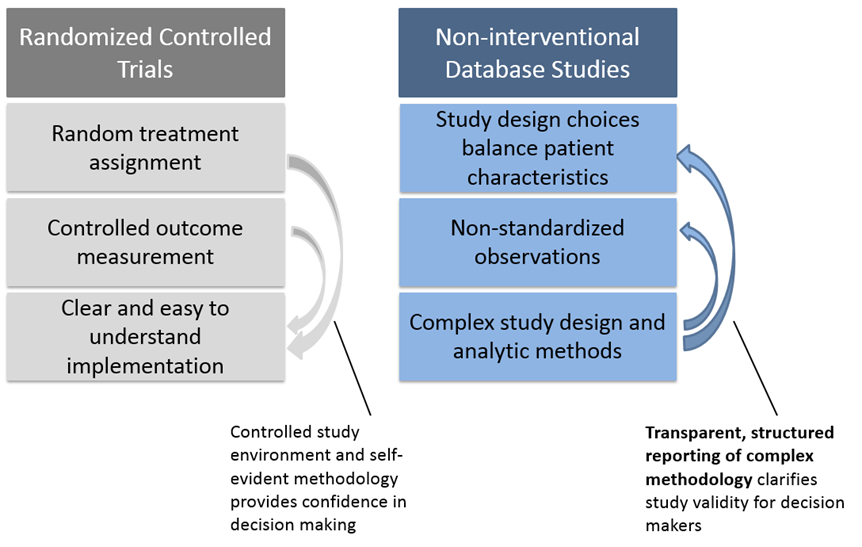 Randomized Controlled
Trials
Random treatment
assignment
Controlled outcome
measurement
Clear and easy to
understand
implementation
Controlled study
environment and self-
evident methodology
provides confidence in
decision making
Non-interventional
Database Studies
Study design choices
balance patient
characteristics
Non-standardized
observations
Complex study design and
analytic methods
Transparent, structured
reporting of complex
methodology clarifies
study validity for decision
makers